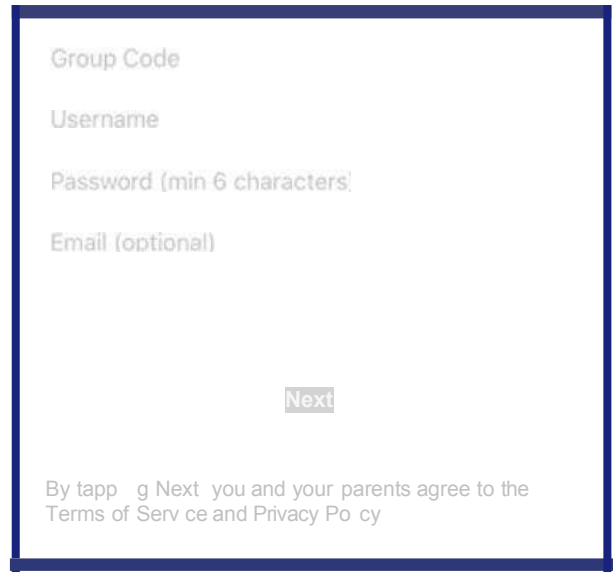 Group Code
Username
Password (min 6 characters)
Email (optional)
Next
By tapp g Next you and your parents agree to the
Terms of Serv ce and Privacy Po cy